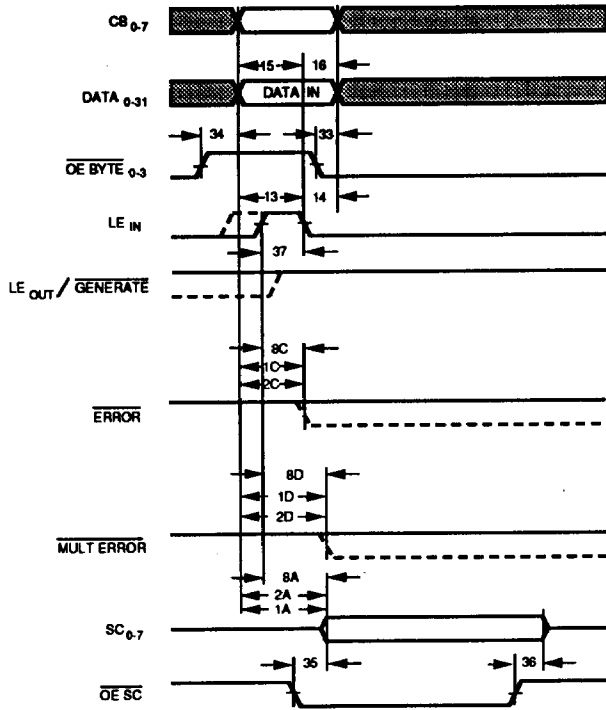 CB 0-7
15 16
DATA 0-31
DATA IN
34 33
OE BYTE 0-3
13 14
LE IN
37
LE OUT / GENERATE
8C
1C
2C
ERROR
8D
1D
2D
MULT ERROR
8A
2A
1A
SC 0-7
35 36
OE SC